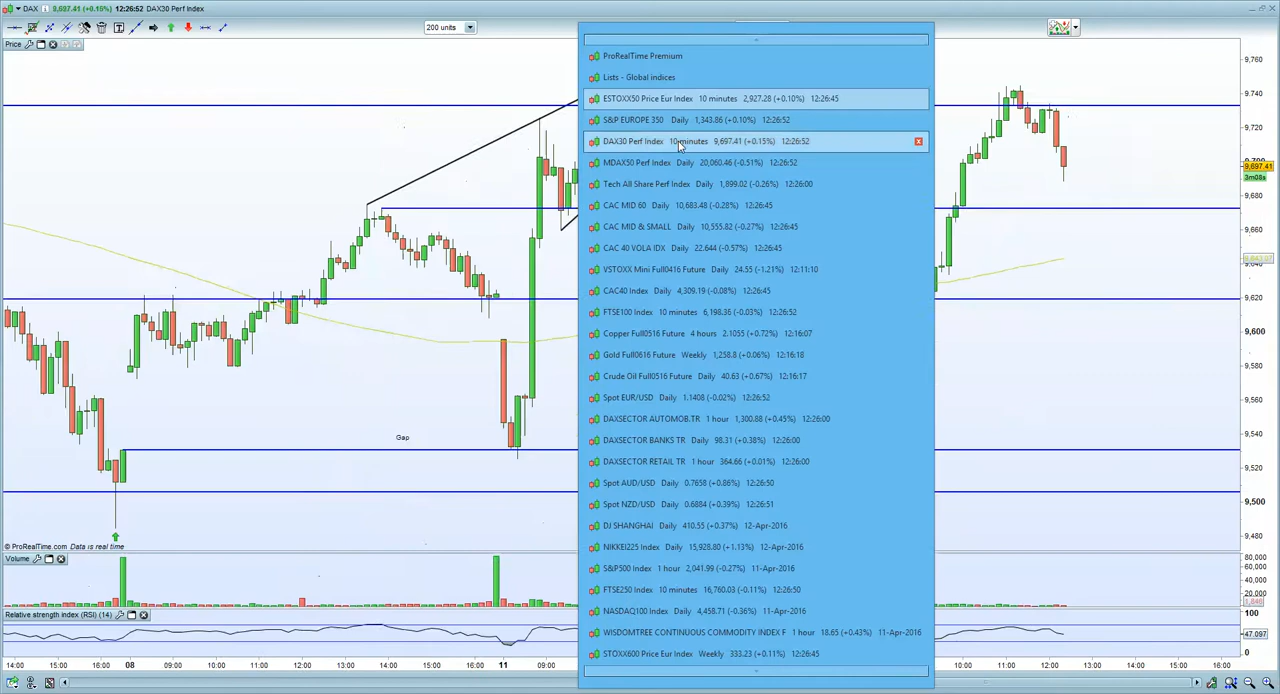 DAX 9,697.41 (+0.15%) 12:26:52 DAX30 Perf Index
200 units
Price
ProRealTime Premium
Lists - Global indices
ESTOXX50 Price Eur Index 10 minutes 2,927.28 (+0.10%) 12:26:45
S&P EUROPE 350 Daily 1,343.86 (+0.10%) 12:26:52
DAX30 Perf Index 10 minutes 9,697.41 (+0.15%) 12:26:52
MDAX50 Perf Index Daily 20,060.46 (-0.51%) 12:26:52
Tech All Share Perf Index Daily 1,899.02 (-0.26%) 12:26:00
CAC MID 60 Daily 10,683.48 (-0.28%) 12:26:45
CAC MID & SMALL Daily 10,555.82 (-0.27%) 12:26:45
CAC 40 VOLA IDX Daily 22.644 (-0.57%) 12:26:45
VSTOXX Mini Full0416 Future Daily 24.55 (-1.21%) 12:11:10
CAC40 Index Daily 4,309.19 (-0.08%) 12:26:45
FTSE100 Index 10 minutes 6,198.36 (-0.03%) 12:26:52
Copper Full0516 Future 4 hours 2.1055 (+0.72%) 12:16:07
Gold Full0616 Future Weekly 1,258.8 (+0.06%) 12:16:18
Crude Oil Full0516 Future Daily 40.63 (+0.67%) 12:16:17
Spot EUR/USD Daily 1.1408 (-0.02%) 12:26:52
DAXSECTOR AUTOMOB.TR 1 hour 1,300.88 (+0.45%) 12:26:00
DAXSECTOR BANKS TR Daily 98.31 (+0.38%) 12:26:00
DAXSECTOR RETAIL TR 1 hour 364.66 (+0.01%) 12:26:00
Spot AUD/USD Daily 0.7658 (+0.86%) 12:26:50
Spot NZD/USD Daily 0.6884 (+0.39%) 12:26:51
DJ SHANGHAI Daily 410.55 (+0.37%) 12-Apr-2016
NIKKEI225 Index Daily 15,928.80 (+1.13%) 12-Apr-2016
S&P500 Index 1 hour 2,041.99 (-0.27%) 11-Apr-2016
FTSE250 Index 10 minutes 16,760.03 (-0.11%) 12:26:50
NASDAQ100 Index Daily 4,458.71 (-0.36%) 11-Apr-2016
WISDOMTREE CONTINUOUS COMMODITY INDEX F 1 hour 18.65 (+0.43%) 11-Apr-2016
STOXX600 Price Eur Index Weekly 333.23 (+0.11%) 12:26:45
Gap
9,760
9,740
9,720
9,697.41
3m08s
9,680
9,660
9,620
9,600
9,580
9,560
9,540
9,520
9,500
9,480
© ProRealTime.com Data is real time
Volume
80,000
60,000
40,000
20,000
Relative strength index (RSI) (14)
100
47.097
0
14:00 15:00 16:00 08 09:00 10:00 11:00 12:00 13:00 14:00 15:00 16:00 11 09:00 10:00 11:00 12:00 13:00 14:00 15:00 16:00